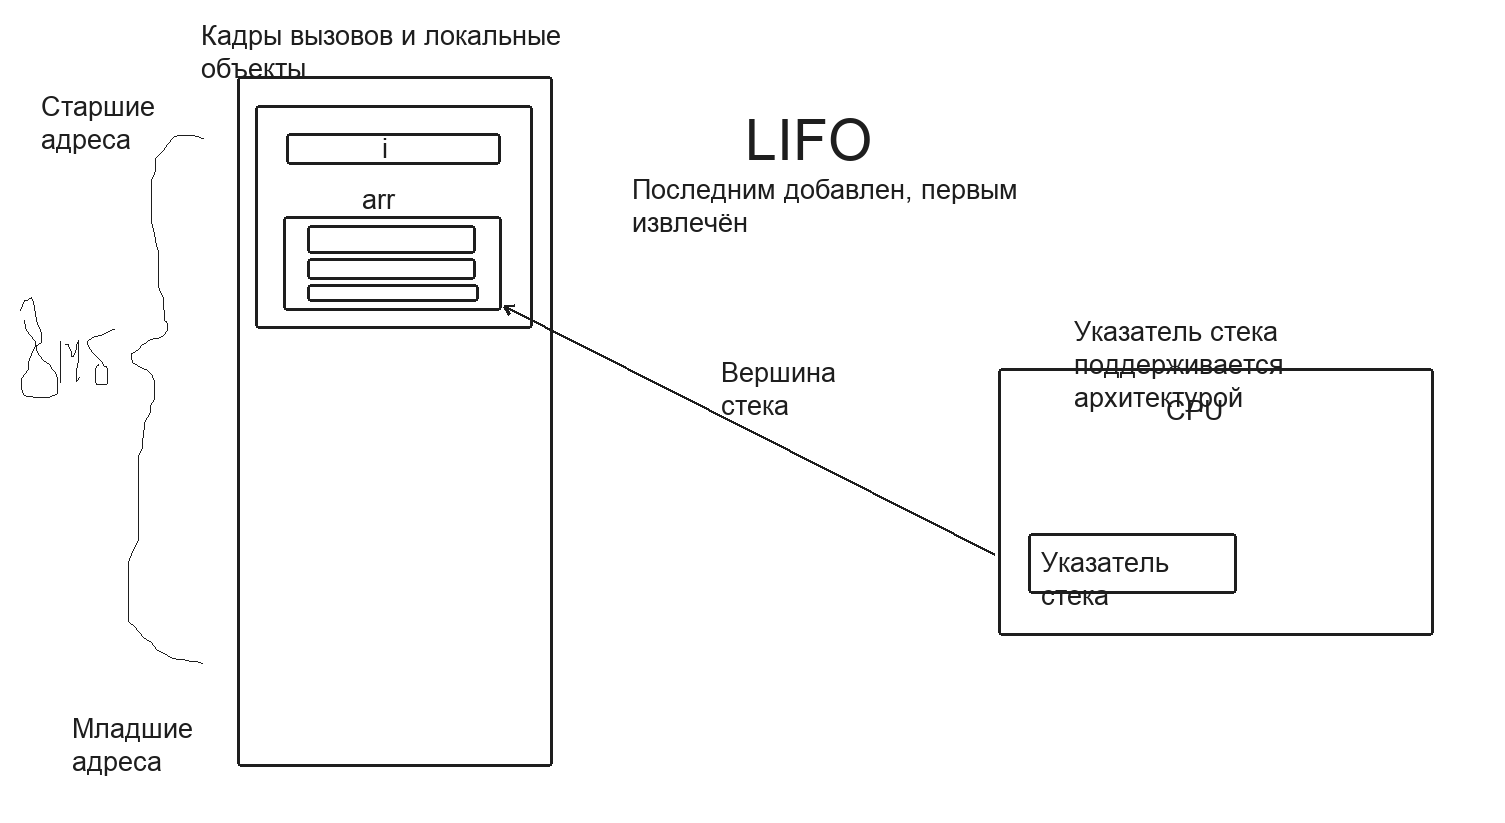 Кадры вызовов и локальные
объекты
Старшие
адреса
i
arr
LIFO
Последним добавлен, первым
извлечён
8МБ
Вершина
стека
Указатель стека
поддерживается
архитектурой
CPU
Указатель
стека
Младшие
адреса